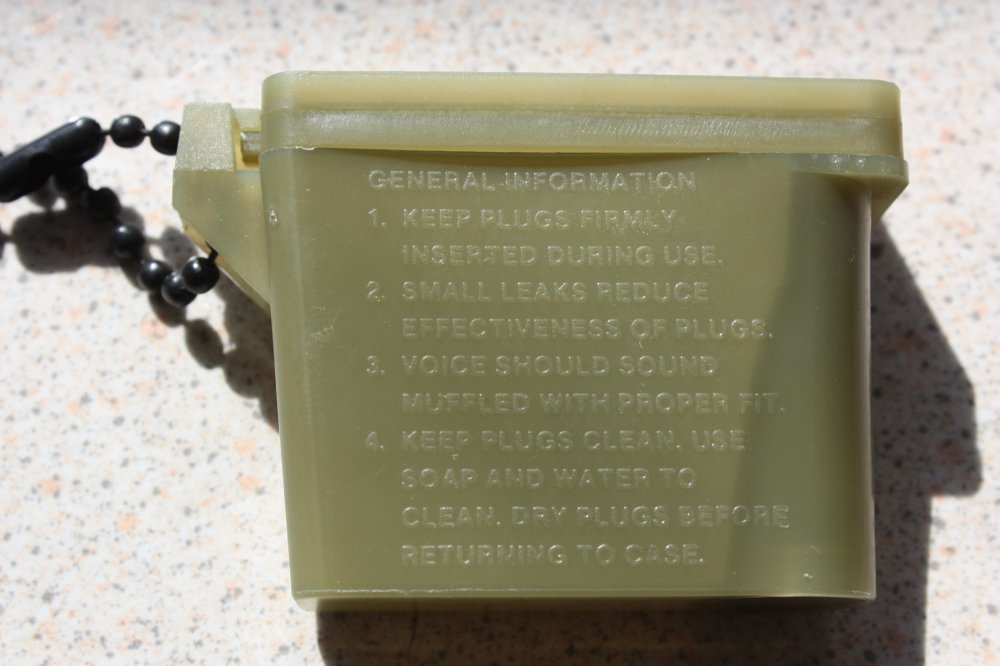 GENERAL INFORMATION
1. KEEP PLUGS FIRMLY
INSERTED DURING USE.
2. SMALL LEAKS REDUCE
EFFECTIVENESS OF PLUGS.
3. VOICE SHOULD SOUND
MUFFLED WITH PROPER FIT.
4. KEEP PLUGS CLEAN. USE
SOAP AND WATER TO
CLEAN. DRY PLUGS BEFORE
RETURNING TO CASE.